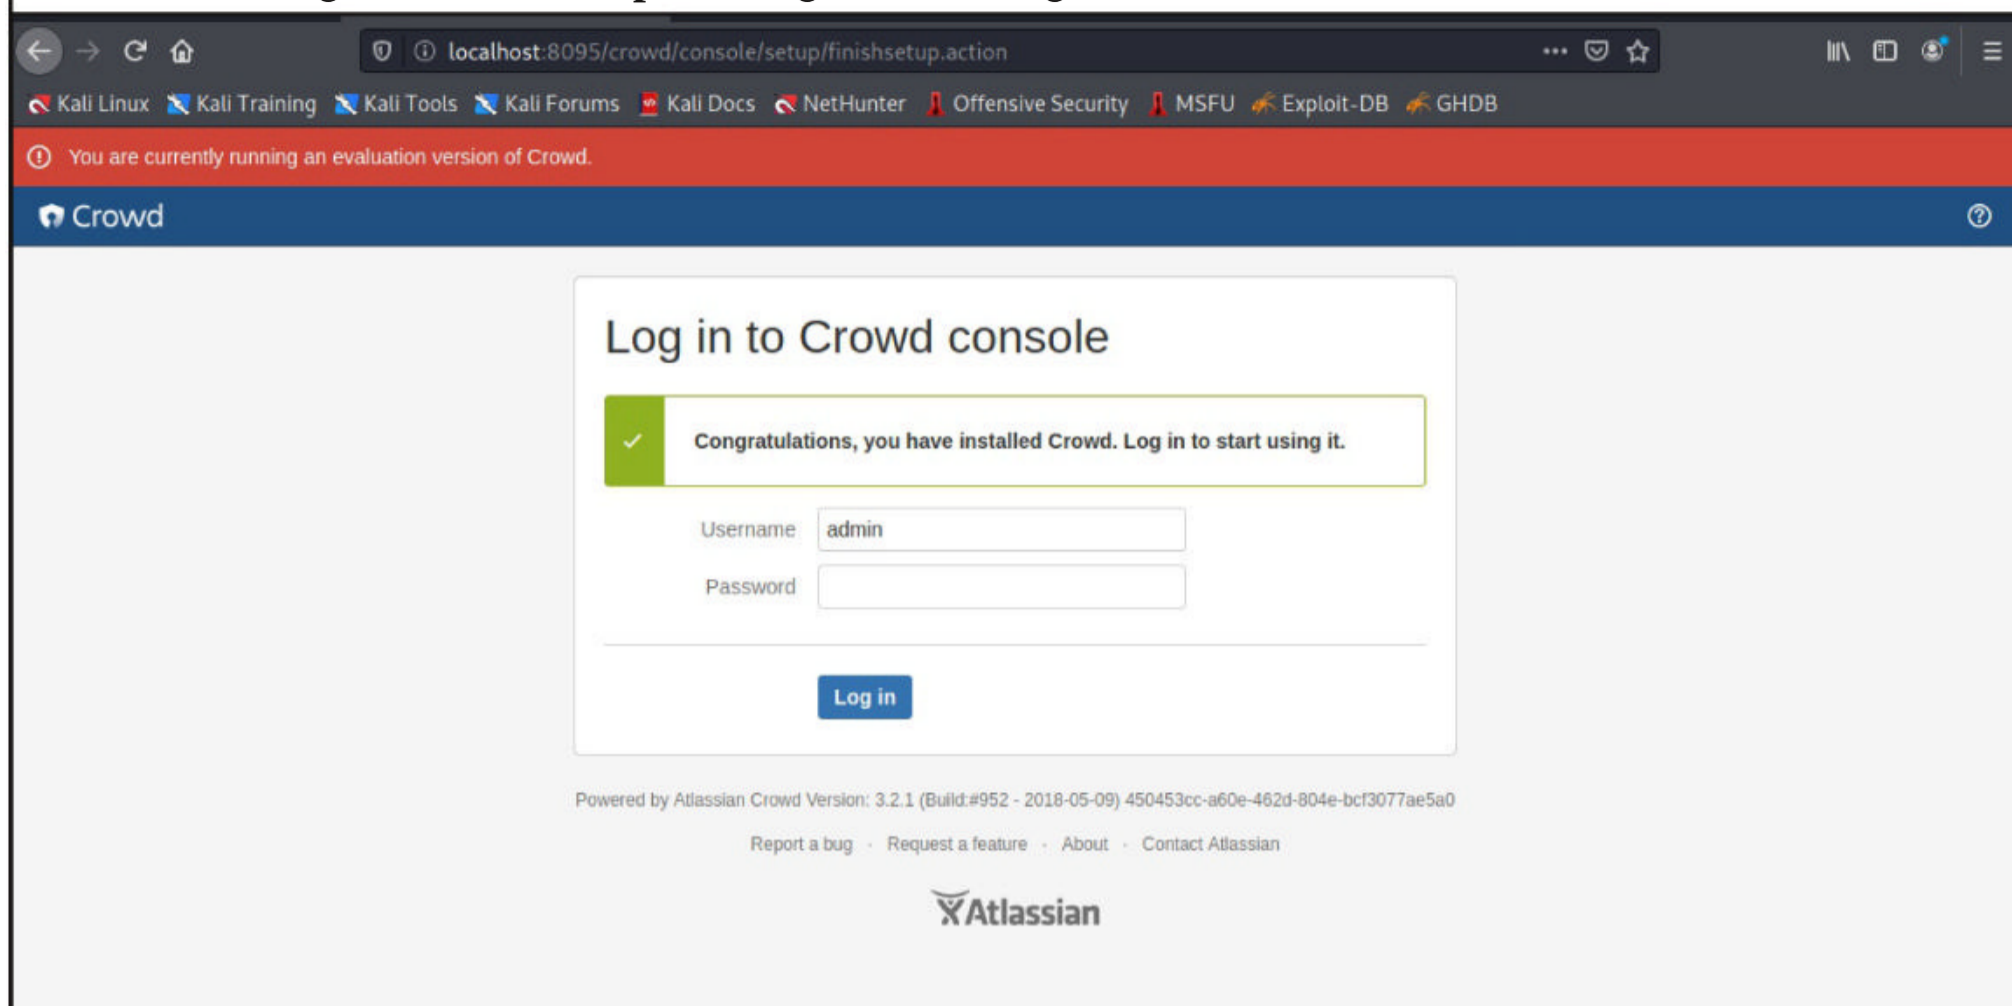 localhost:8095/crowd/console/setup/finishsetup.action
Kali Linux Kali Training Kali Tools Kali Forums Kali Docs NetHunter Offensive Security MSFU Exploit-DB GHDB
You are currently running an evaluation version of Crowd.
Crowd
Log in to Crowd console
Congratulations, you have installed Crowd. Log in to start using it.
Username admin
Password
Log in
Powered by Atlassian Crowd Version: 3.2.1 (Build:#952 - 2018-05-09) 450453cc-a60e-462d-804e-bcf3077ae5a0
Report a bug · Request a feature · About · Contact Atlassian
Atlassian